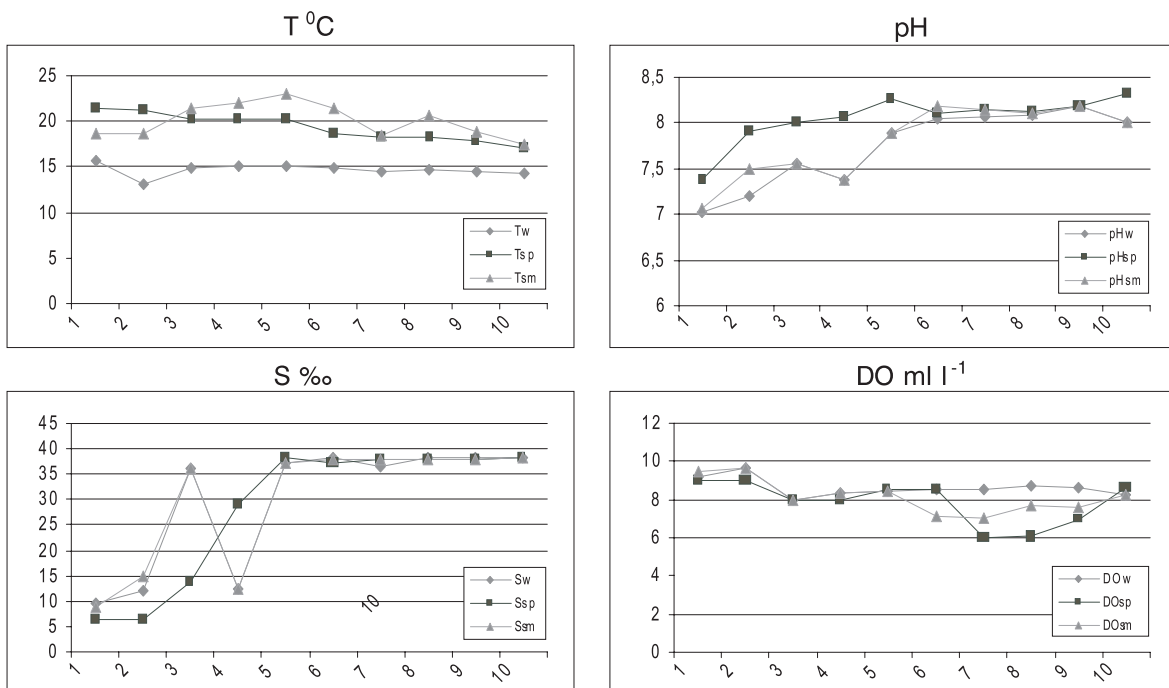 T ⁰C
25
20
15
10
5
0
Tw
Tsp
Tsm
1 2 3 4 5 6 7 8 9 10
pH
8,5
8
7,5
7
6,5
6
pHw
pHsp
pHsm
1 2 3 4 5 6 7 8 9 10
S ‰
45
40
35
30
25
20
15
10
5
0
10
Sw
Ssp
Ssm
1 2 3 4 5 6 7 8 9 10
DO ml l⁻¹
12
10
8
6
4
2
0
DOw
DOsp
DOsm
1 2 3 4 5 6 7 8 9 10